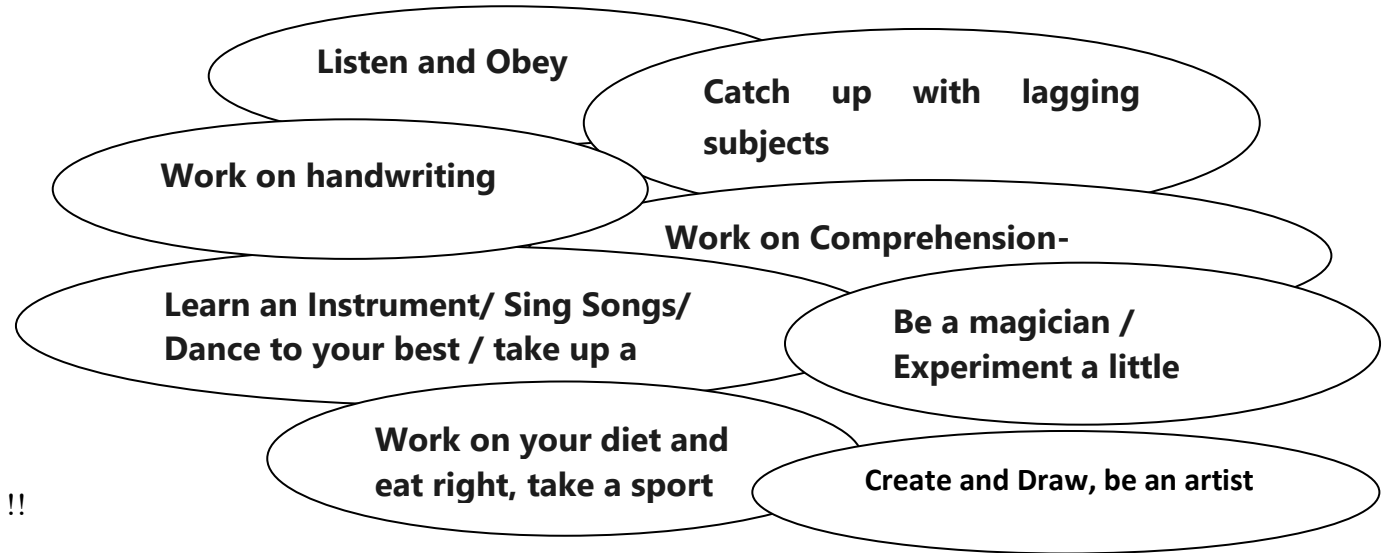 Listen and Obey
Catch up with lagging
subjects
Work on handwriting
Work on Comprehension-
Learn an Instrument/ Sing Songs/
Dance to your best / take up a
Be a magician /
Experiment a little
Work on your diet and
eat right, take a sport
Create and Draw, be an artist
!!